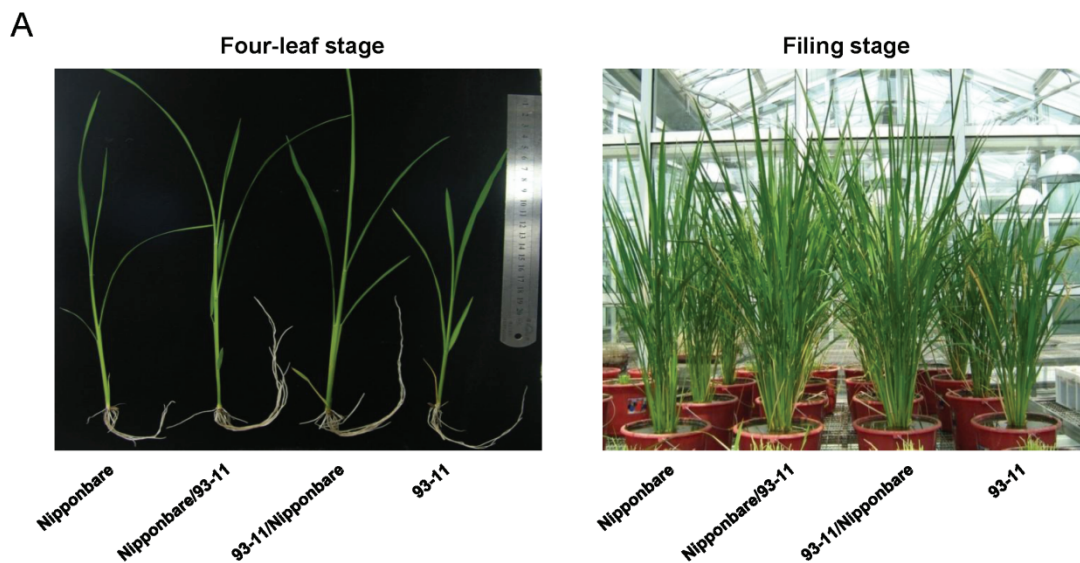 A
Four-leaf stage
Filing stage
Nipponbare
Nipponbare/93-11
93-11/Nipponbare
93-11
Nipponbare
Nipponbare/93-11
93-11/Nipponbare
93-11